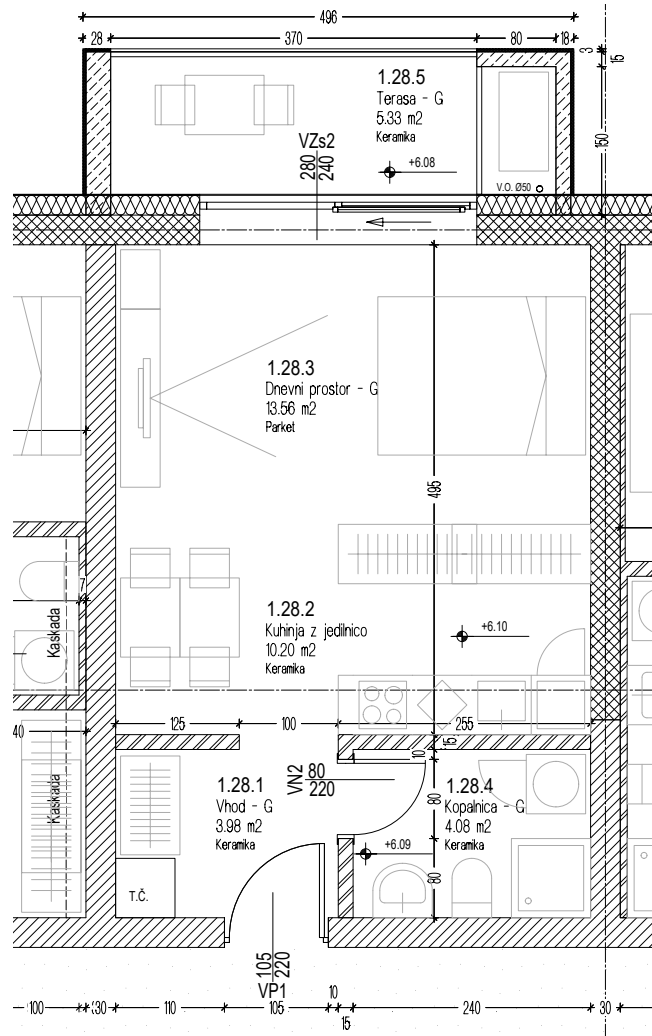 496
28
370
80
18
3
15
150
1.28.5
Terasa - G
5.33 m2
Keramika
VZs2
280
240
+6.08
V.O. Ø50
1.28.3
Dnevni prostor - G
13.56 m2
Parket
495
7
Kaskada
1.28.2
Kuhinja z jedilnico
10.20 m2
Keramika
+6.10
40
125
100
255
15
10
Kaskada
1.28.1
Vhod - G
3.98 m2
Keramika
VN2
80
220
80
1.28.4
Kopalnica - G
4.08 m2
Keramika
+6.09
80
T.Č.
105
220
VP1
100
30
110
105
10
15
240
30